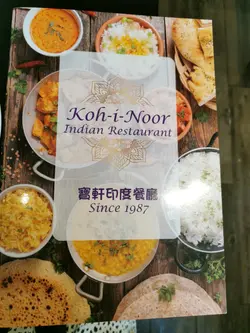 Koh-i-Noor
Indian Restaurant
寶軒印度餐廳
Since 1987